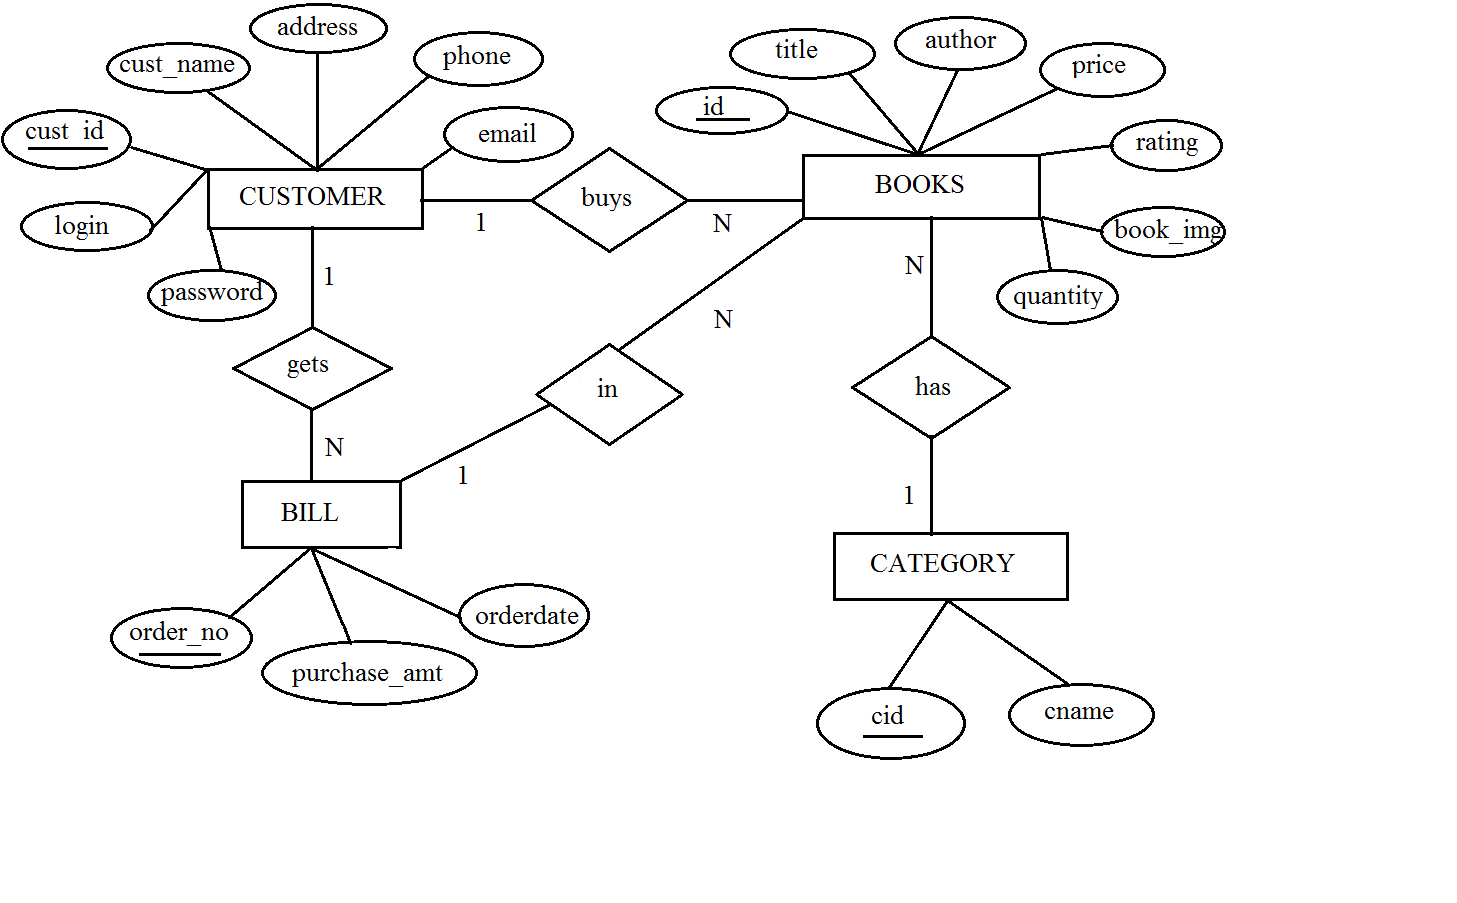 address
cust_name
phone
title
author
price
id
cust_id
email
rating
CUSTOMER
buys
BOOKS
login
1
N
book_img
password
1
N
quantity
gets
N
in
has
N
1
1
BILL
CATEGORY
order_no
purchase_amt
orderdate
cid
cname